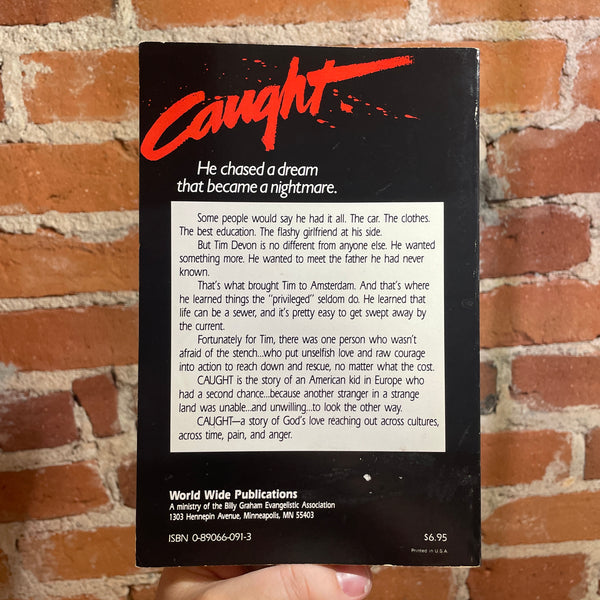 Caught
He chased a dream
that became a nightmare.
Some people would say he had it all. The car. The clothes.
The best education. The flashy girlfriend at his side.
But Tim Devon is no different from anyone else. He wanted
something more. He wanted to meet the father he had never
known.
That's what brought Tim to Amsterdam. And that's where
he learned things the "privileged" seldom do. He learned that
life can be a sewer, and it's pretty easy to get swept away by
the current.
Fortunately for Tim, there was one person who wasn't
afraid of the stench...who put unselfish love and raw courage
into action to reach down and rescue, no matter what the cost.
CAUGHT is the story of an American kid in Europe who
had a second chance...because another stranger in a strange
land was unable...and unwilling...to look the other way.
CAUGHT—a story of God's love reaching out across cultures,
across time, pain, and anger.
World Wide Publications
A ministry of the Billy Graham Evangelistic Association
1303 Hennepin Avenue, Minneapolis, MN 55403
ISBN 0-89066-091-3
$6.95
Printed in U.S.A.